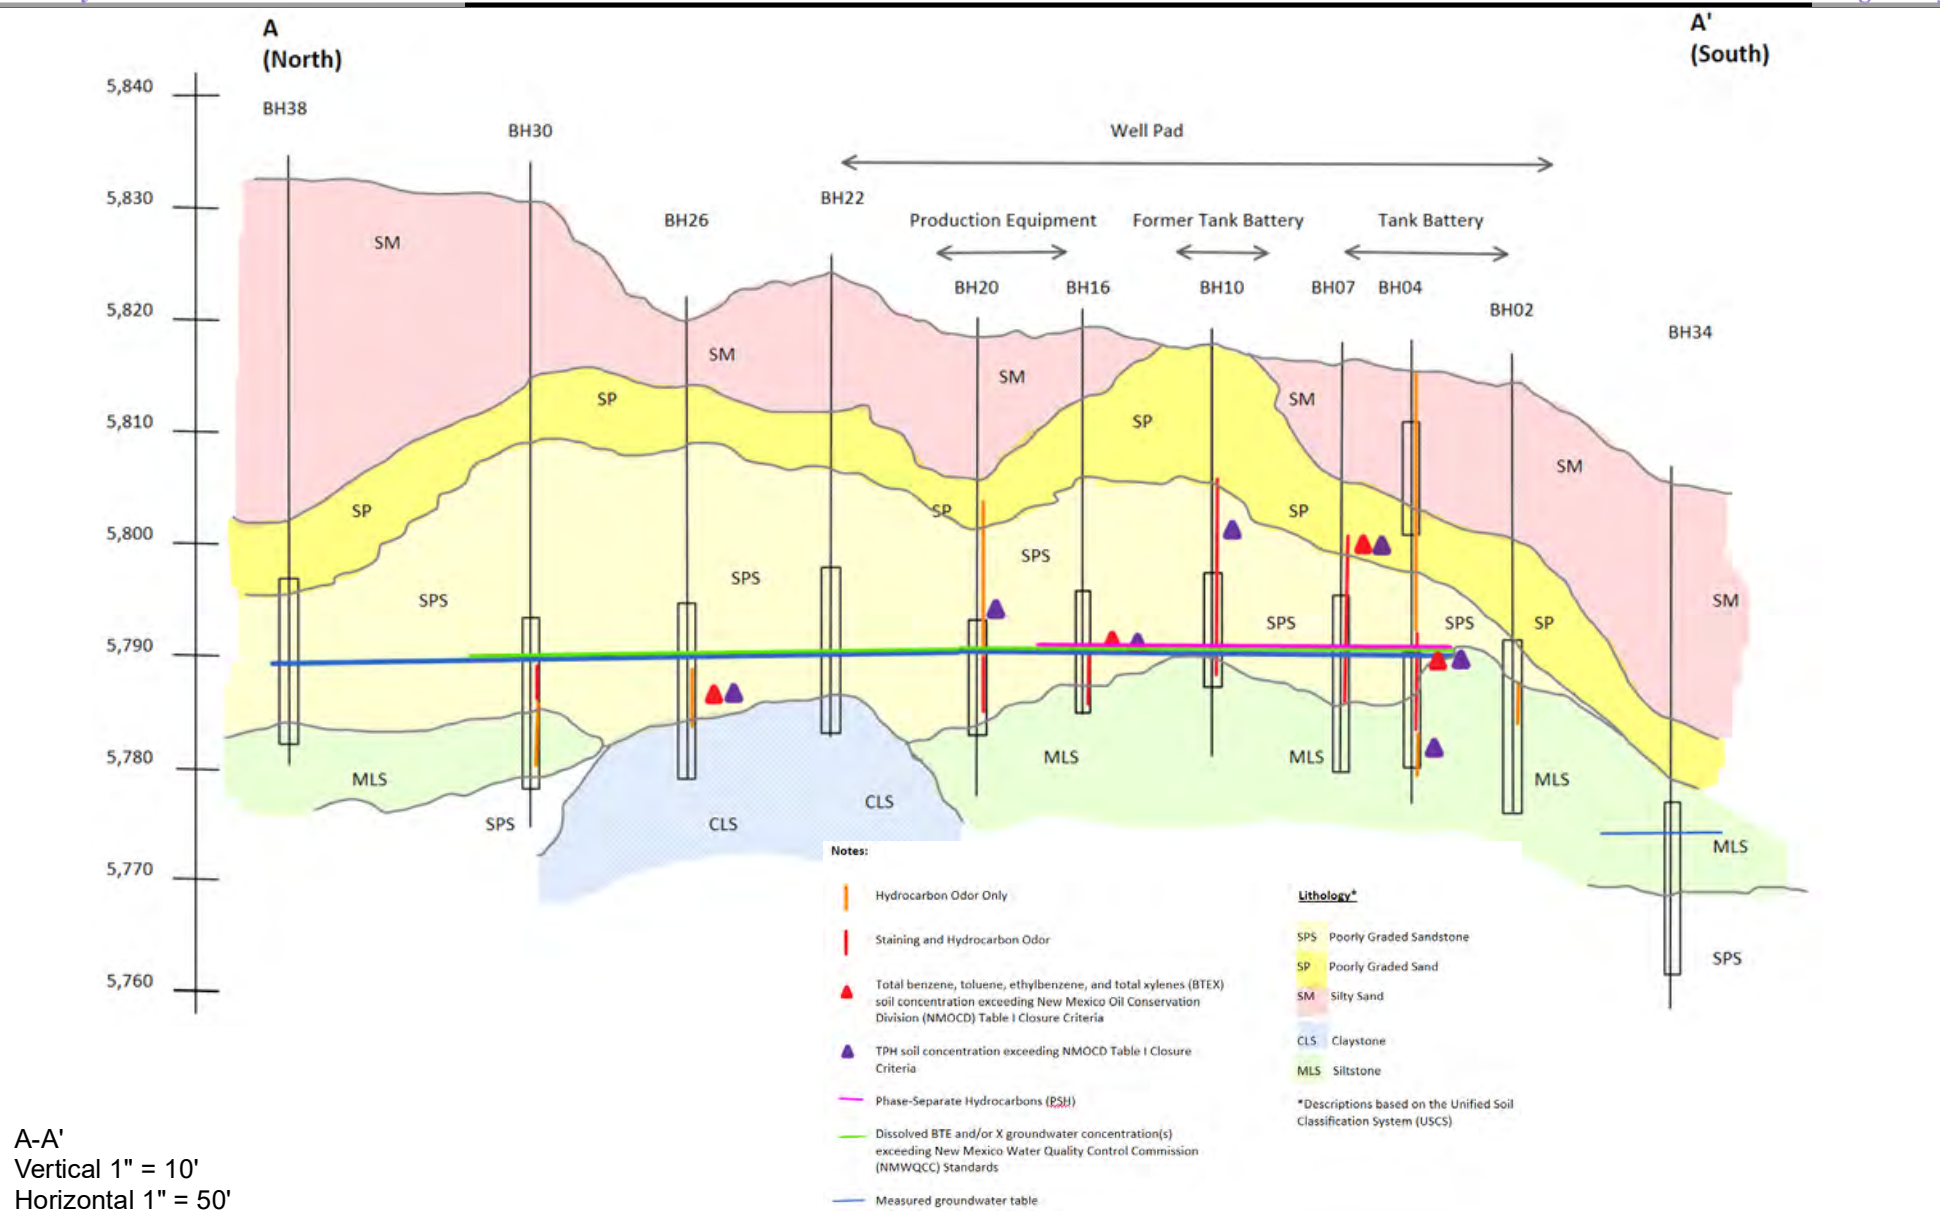 A
(North)
A'
(South)
5,840
BH38
BH30
Well Pad
5,830
BH22
BH26
Production Equipment
Former Tank Battery
Tank Battery
SM
BH20
BH16
BH10
BH07
BH04
BH02
5,820
BH34
SM
SM
SP
SM
5,810
SP
SM
SP
SP
SP
5,800
SPS
SPS
SPS
SM
SPS
SPS
SP
5,790
5,780
MLS
MLS
MLS
MLS
CLS
SPS
CLS
MLS
5,770
SPS
5,760
Notes:
Hydrocarbon Odor Only
Staining and Hydrocarbon Odor
Total benzene, toluene, ethylbenzene, and total xylenes (BTEX)
soil concentration exceeding New Mexico Oil Conservation
Division (NMOCD) Table I Closure Criteria
TPH soil concentration exceeding NMOCD Table I Closure
Criteria
Phase-Separate Hydrocarbons (PSH)
Dissolved BTE and/or X groundwater concentration(s)
exceeding New Mexico Water Quality Control Commission
(NMWQCC) Standards
Measured groundwater table
Lithology*
SPS Poorly Graded Sandstone
SP Poorly Graded Sand
SM Silty Sand
CLS Claystone
MLS Siltstone
*Descriptions based on the Unified Soil
Classification System (USCS)
A-A'
Vertical 1" = 10'
Horizontal 1" = 50'